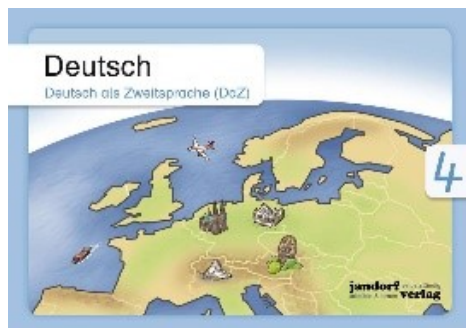 Deutsch
Deutsch als Zweitsprache (DaZ)
4
jandorf
verlag